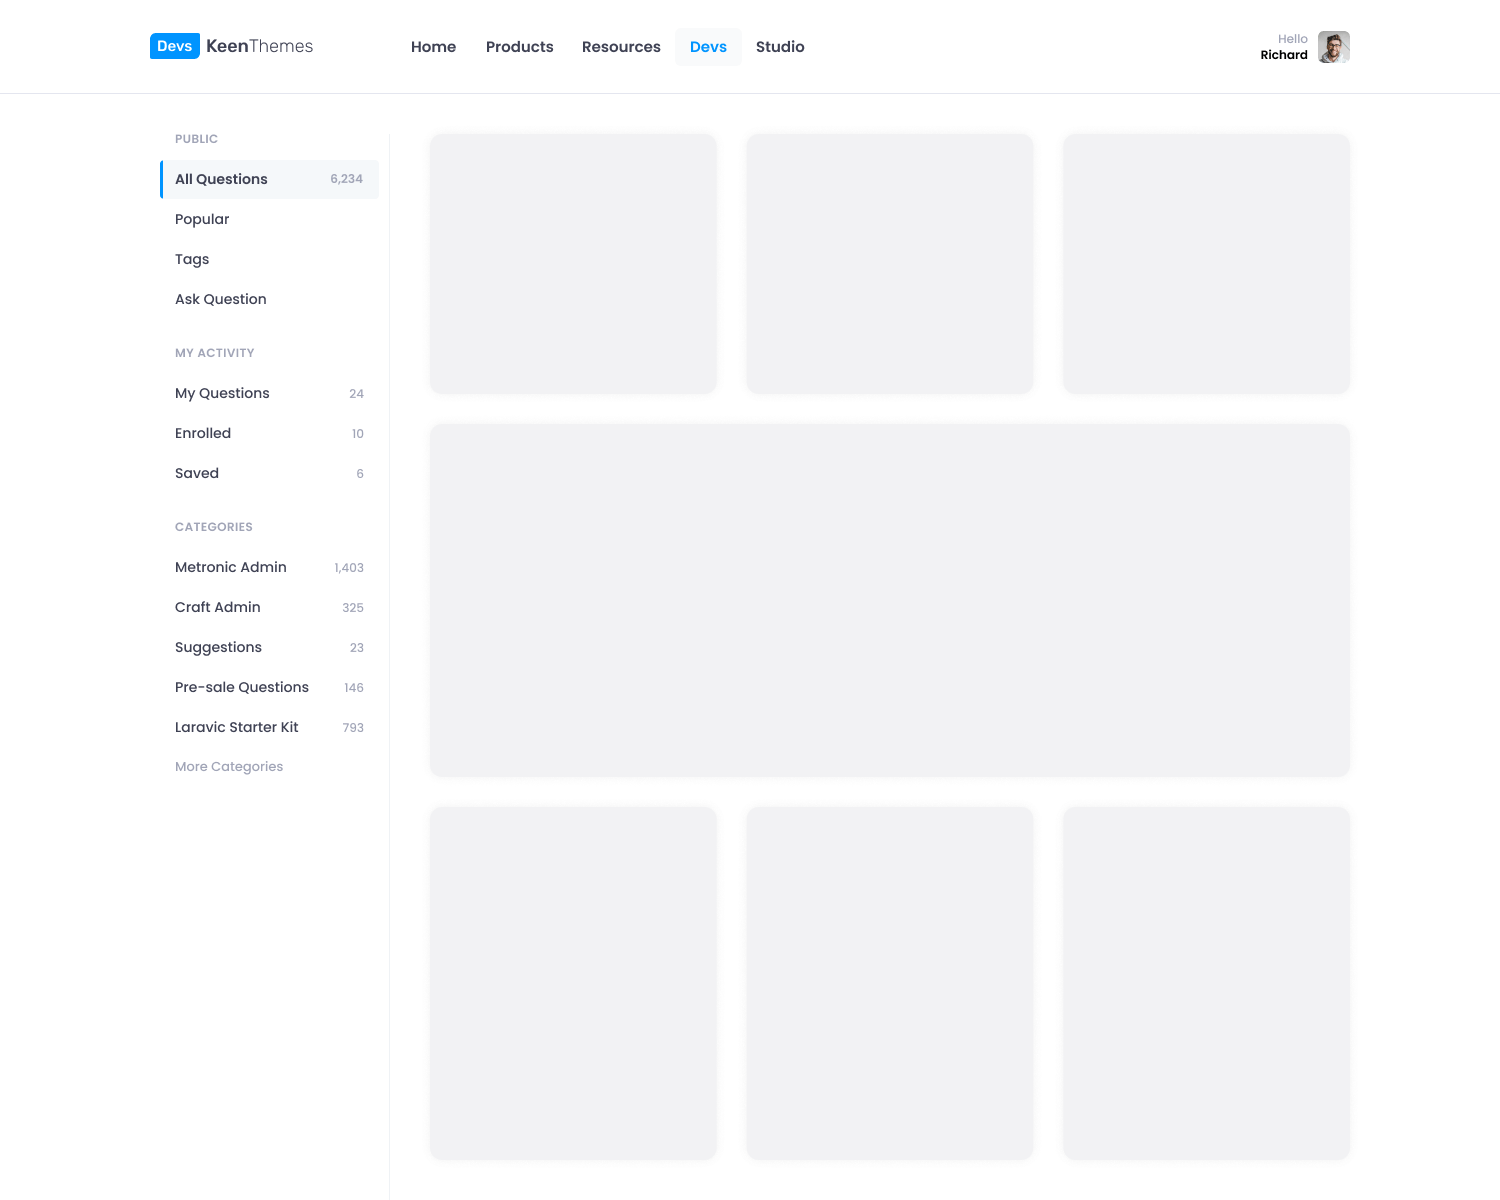 Devs KeenThemes
Home Products Resources Devs Studio
Hello
Richard
PUBLIC
All Questions 6,234
Popular
Tags
Ask Question
MY ACTIVITY
My Questions 24
Enrolled 10
Saved 6
CATEGORIES
Metronic Admin 1,403
Craft Admin 325
Suggestions 23
Pre-sale Questions 146
Laravic Starter Kit 793
More Categories